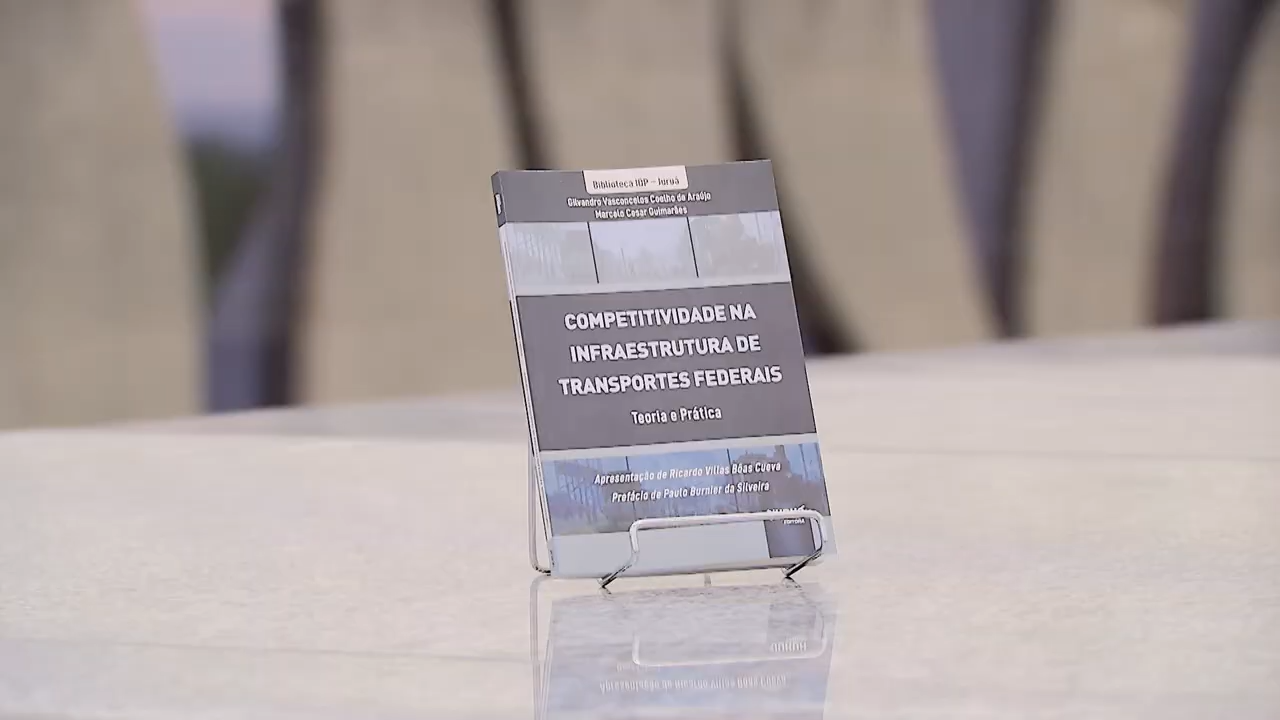 Biblioteca IDP – Juruá
Gilvandro Vasconcelos Coelho de Araújo
Marcelo Cesar Guimarães
COMPETITIVIDADE NA
INFRAESTRUTURA DE
TRANSPORTES FEDERAIS
Teoria e Prática
Apresentação de Ricardo Villas Bôas Cueva
Prefácio de Paulo Burnier da Silveira
EDITORA